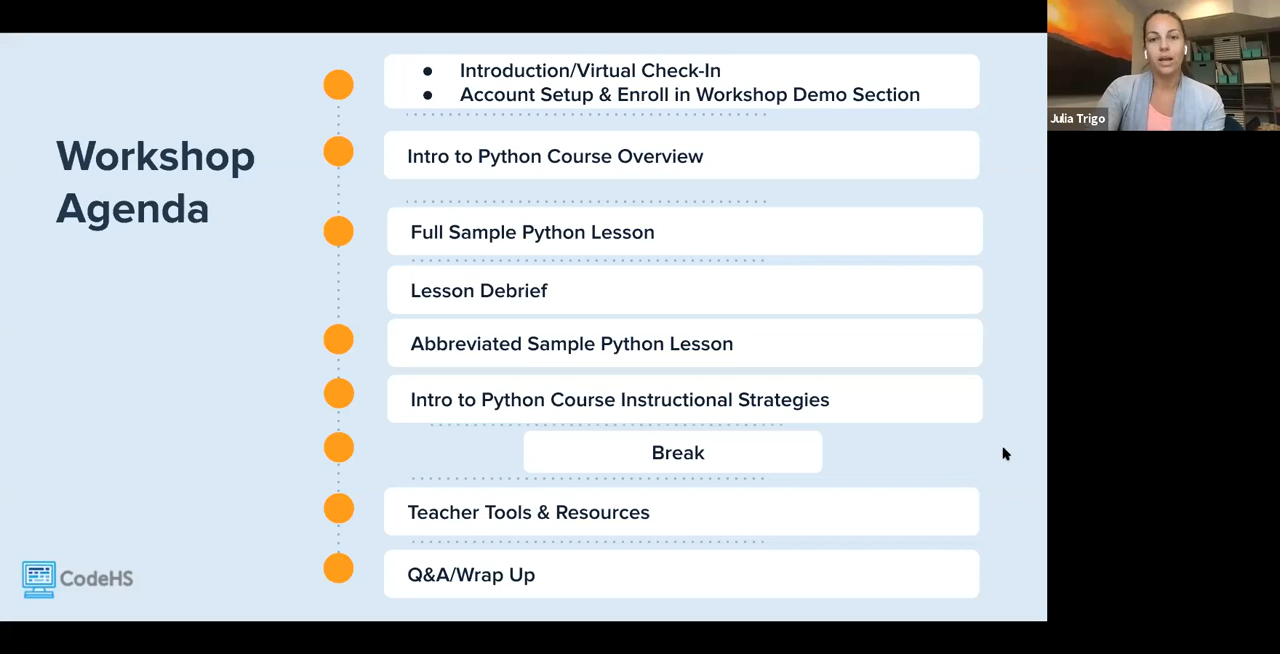 Workshop
Agenda
● Introduction/Virtual Check-In
● Account Setup & Enroll in Workshop Demo Section
Intro to Python Course Overview
Full Sample Python Lesson
Lesson Debrief
Abbreviated Sample Python Lesson
Intro to Python Course Instructional Strategies
Break
Teacher Tools & Resources
Q&A/Wrap Up
CodeHS
Julia Trigo